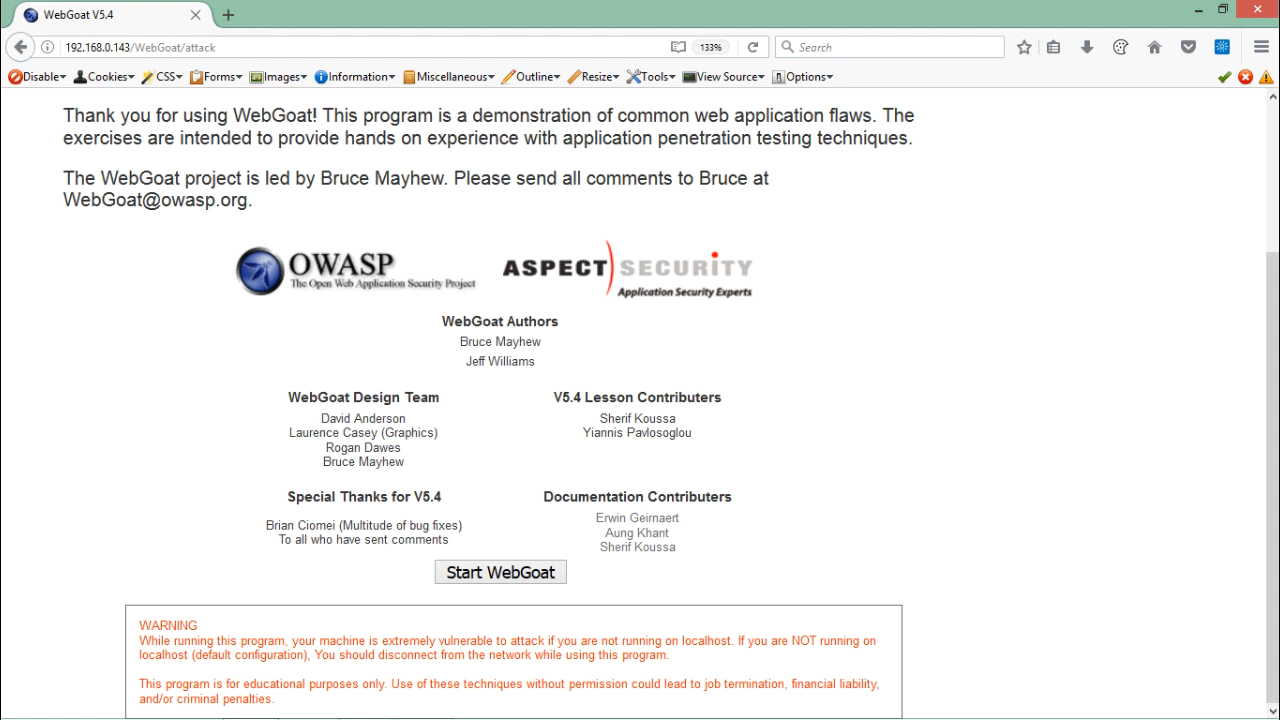 WebGoat V5.4
192.168.0.143/WebGoat/attack
133%
Search
Disable
Cookies
CSS
Forms
Images
Information
Miscellaneous
Outline
Resize
Tools
View Source
Options
Thank you for using WebGoat! This program is a demonstration of common web application flaws. The
exercises are intended to provide hands on experience with application penetration testing techniques.
The WebGoat project is led by Bruce Mayhew. Please send all comments to Bruce at
WebGoat@owasp.org.
OWASP
The Open Web Application Security Project
ASPECT SECURITY
Application Security Experts
WebGoat Authors
Bruce Mayhew
Jeff Williams
WebGoat Design Team
David Anderson
Laurence Casey (Graphics)
Rogan Dawes
Bruce Mayhew
V5.4 Lesson Contributers
Sherif Koussa
Yiannis Pavlosoglou
Special Thanks for V5.4
Brian Ciomei (Multitude of bug fixes)
To all who have sent comments
Documentation Contributers
Erwin Geirnaert
Aung Khant
Sherif Koussa
Start WebGoat
WARNING
While running this program, your machine is extremely vulnerable to attack if you are not running on localhost. If you are NOT running on
localhost (default configuration), You should disconnect from the network while using this program.
This program is for educational purposes only. Use of these techniques without permission could lead to job termination, financial liability,
and/or criminal penalties.